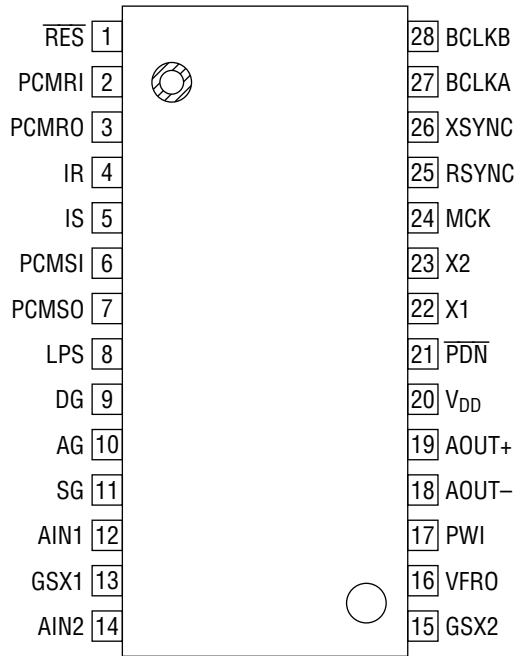 R̅E̅S̅ 1 28 BCLKB
PCMRI 2 27 BCLKA
PCMRO 3 26 XSYNC
IR 4 25 RSYNC
IS 5 24 MCK
PCMSI 6 23 X2
PCMSO 7 22 X1
LPS 8 21 P̅D̅N̅
DG 9 20 VDD
AG 10 19 AOUT+
SG 11 18 AOUT–
AIN1 12 17 PWI
GSX1 13 16 VFRO
AIN2 14 15 GSX2